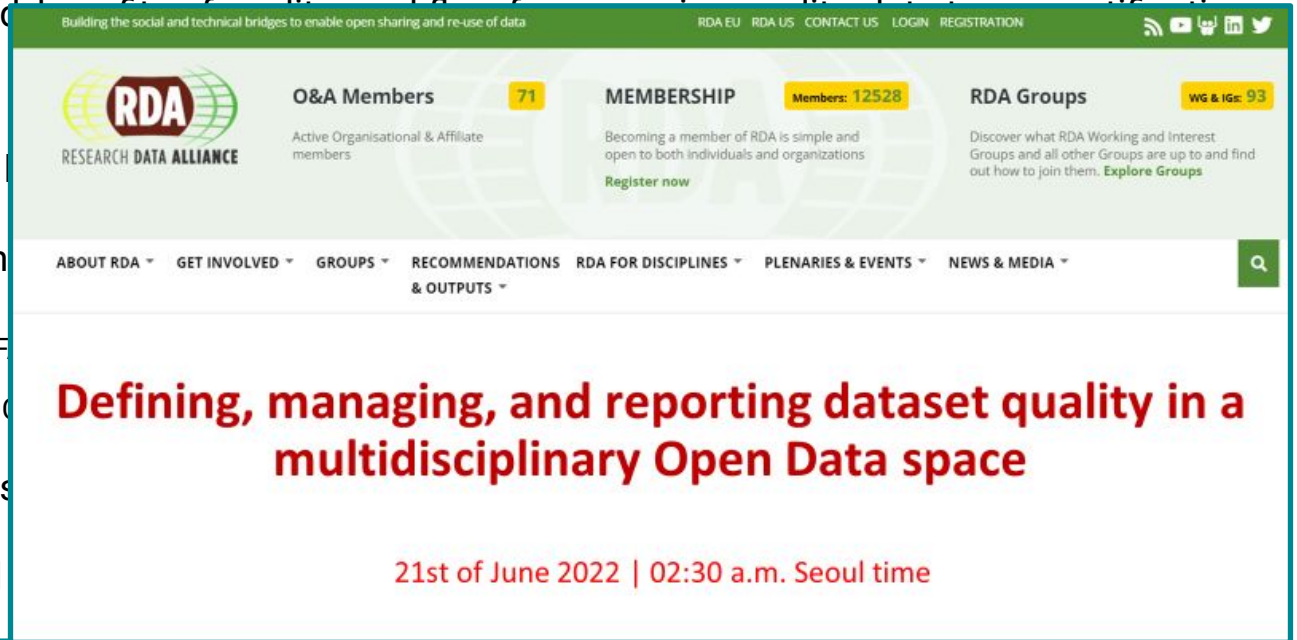 Building the social and technical bridges to enable open sharing and re-use of data
RDA EU RDA US CONTACT US LOGIN REGISTRATION
RDA
RESEARCH DATA ALLIANCE
O&A Members 71
Active Organisational & Affiliate
members
MEMBERSHIP Members: 12528
Becoming a member of RDA is simple and
open to both individuals and organizations
Register now
RDA Groups WG & IGs: 93
Discover what RDA Working and Interest
Groups and all other Groups are up to and find
out how to join them. Explore Groups
ABOUT RDA GET INVOLVED GROUPS RECOMMENDATIONS RDA FOR DISCIPLINES PLENARIES & EVENTS NEWS & MEDIA
& OUTPUTS
Defining, managing, and reporting dataset quality in a
multidisciplinary Open Data space
21st of June 2022 | 02:30 a.m. Seoul time